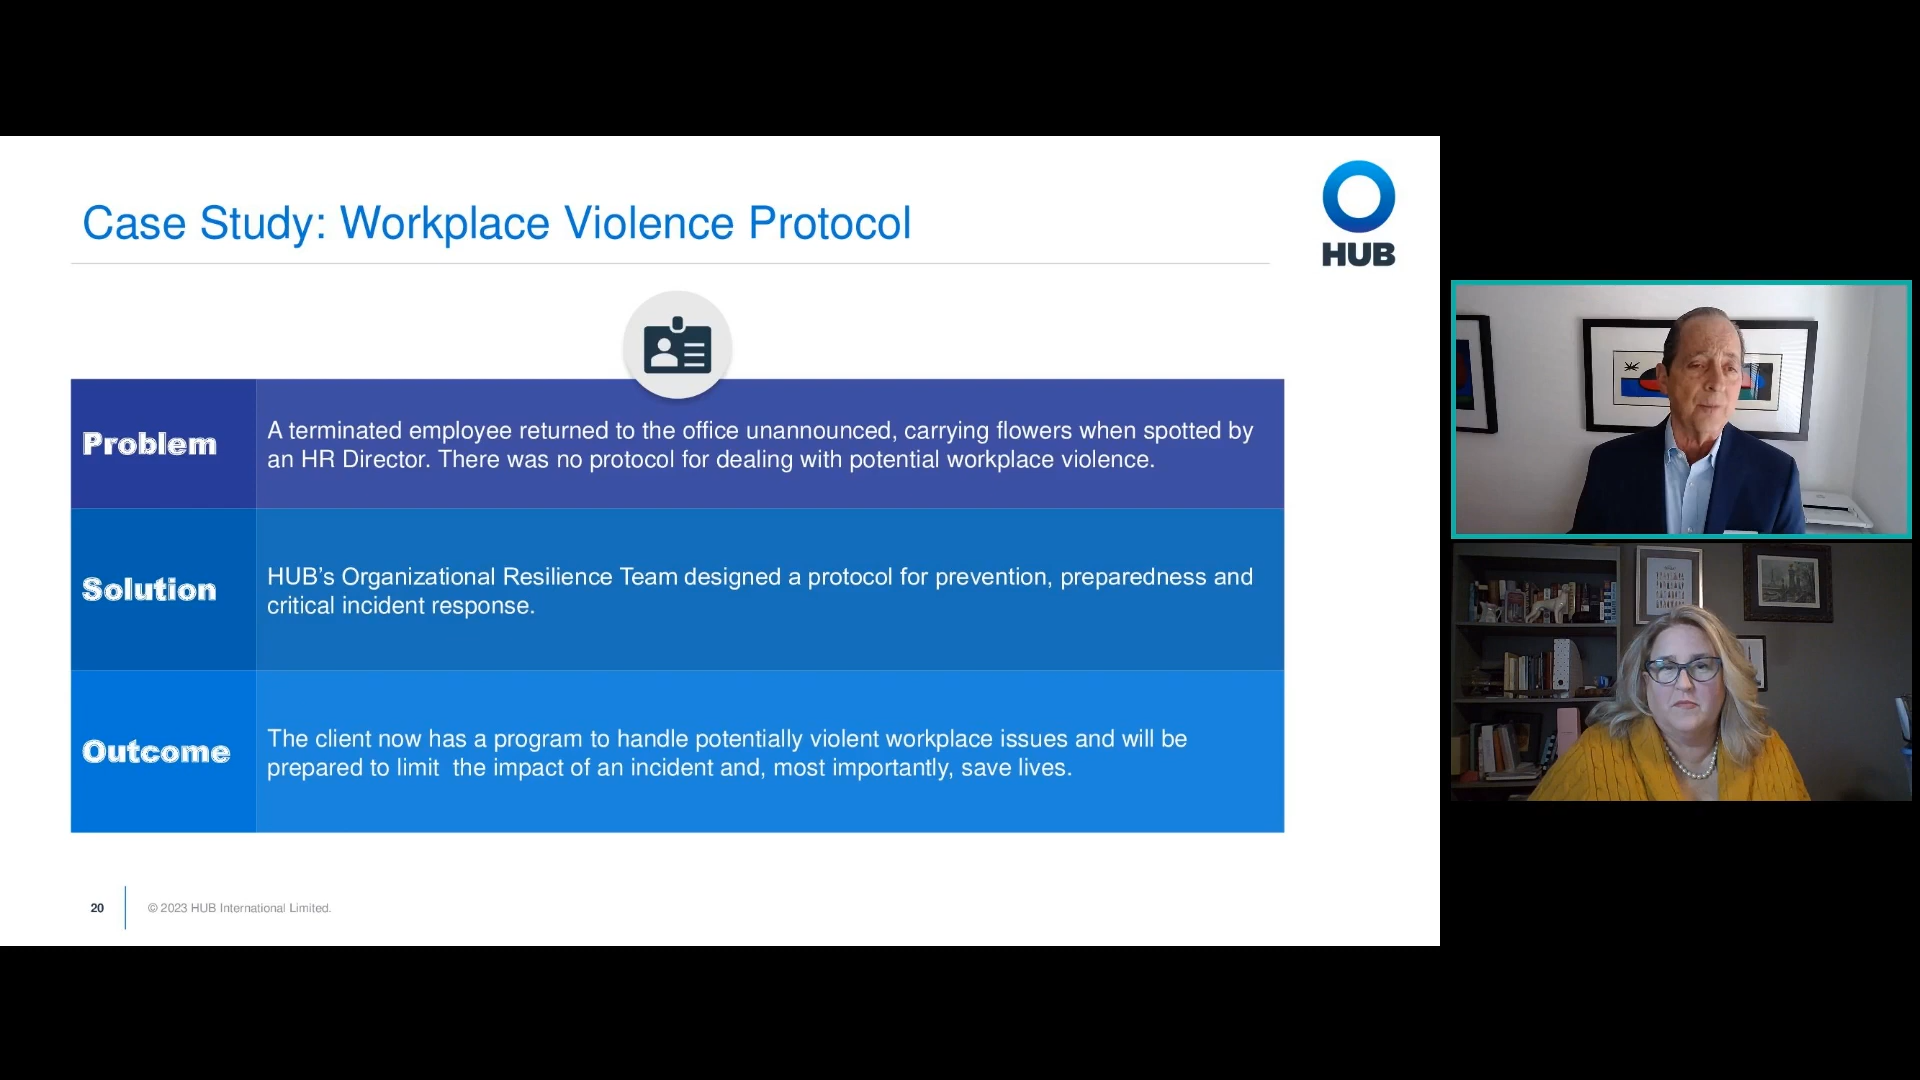 Case Study: Workplace Violence Protocol
HUB
Problem
A terminated employee returned to the office unannounced, carrying flowers when spotted by
an HR Director. There was no protocol for dealing with potential workplace violence.
Solution
HUB’s Organizational Resilience Team designed a protocol for prevention, preparedness and
critical incident response.
Outcome
The client now has a program to handle potentially violent workplace issues and will be
prepared to limit  the impact of an incident and, most importantly, save lives.
20
© 2023 HUB International Limited.